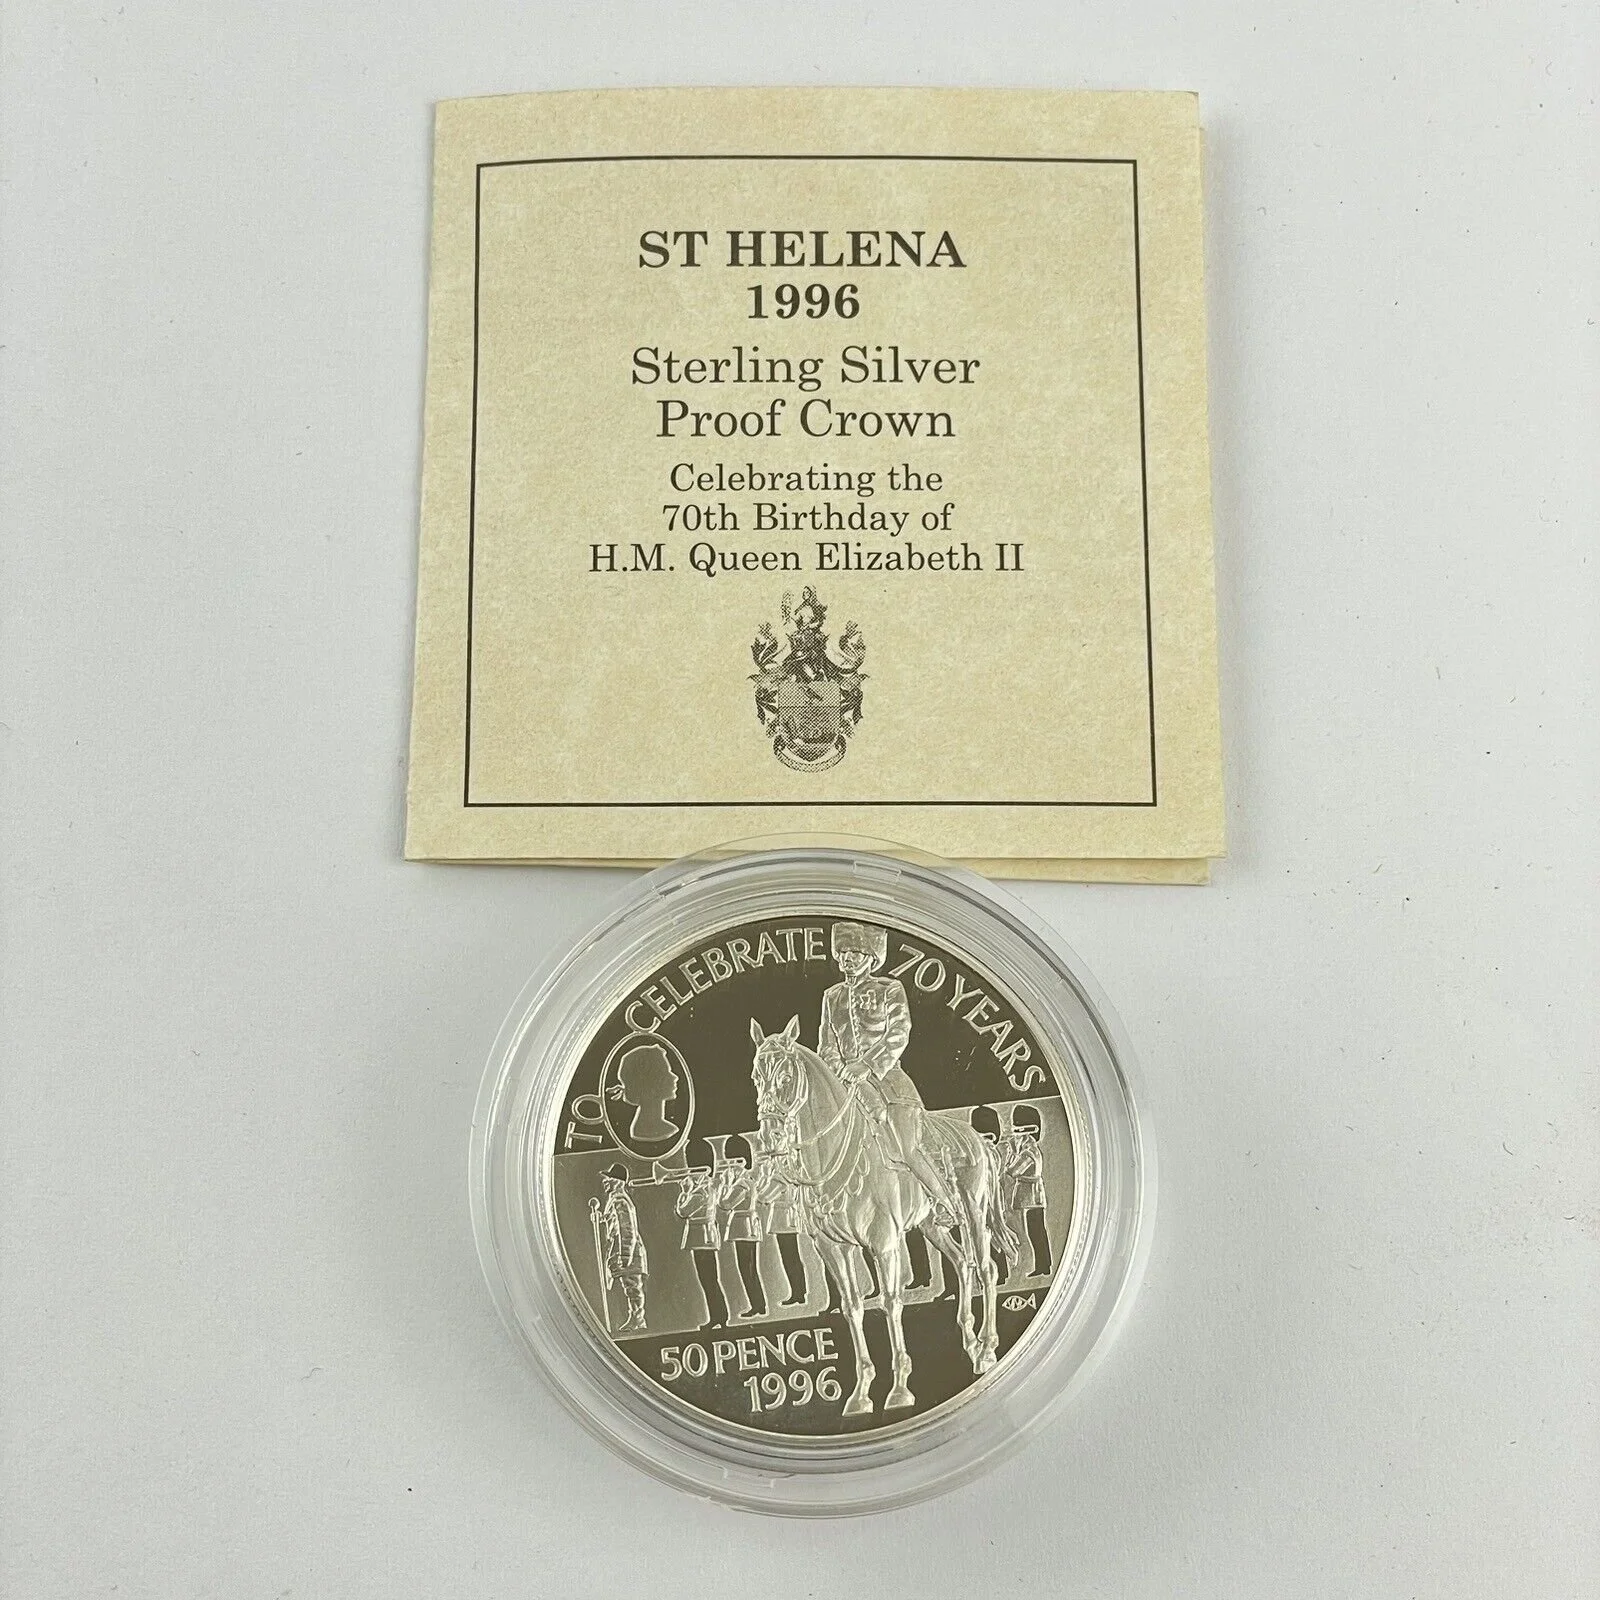 ST HELENA
1996
Sterling Silver
Proof Crown
Celebrating the
70th Birthday of
H.M. Queen Elizabeth II
TO CELEBRATE 70 YEARS
50 PENCE
1996